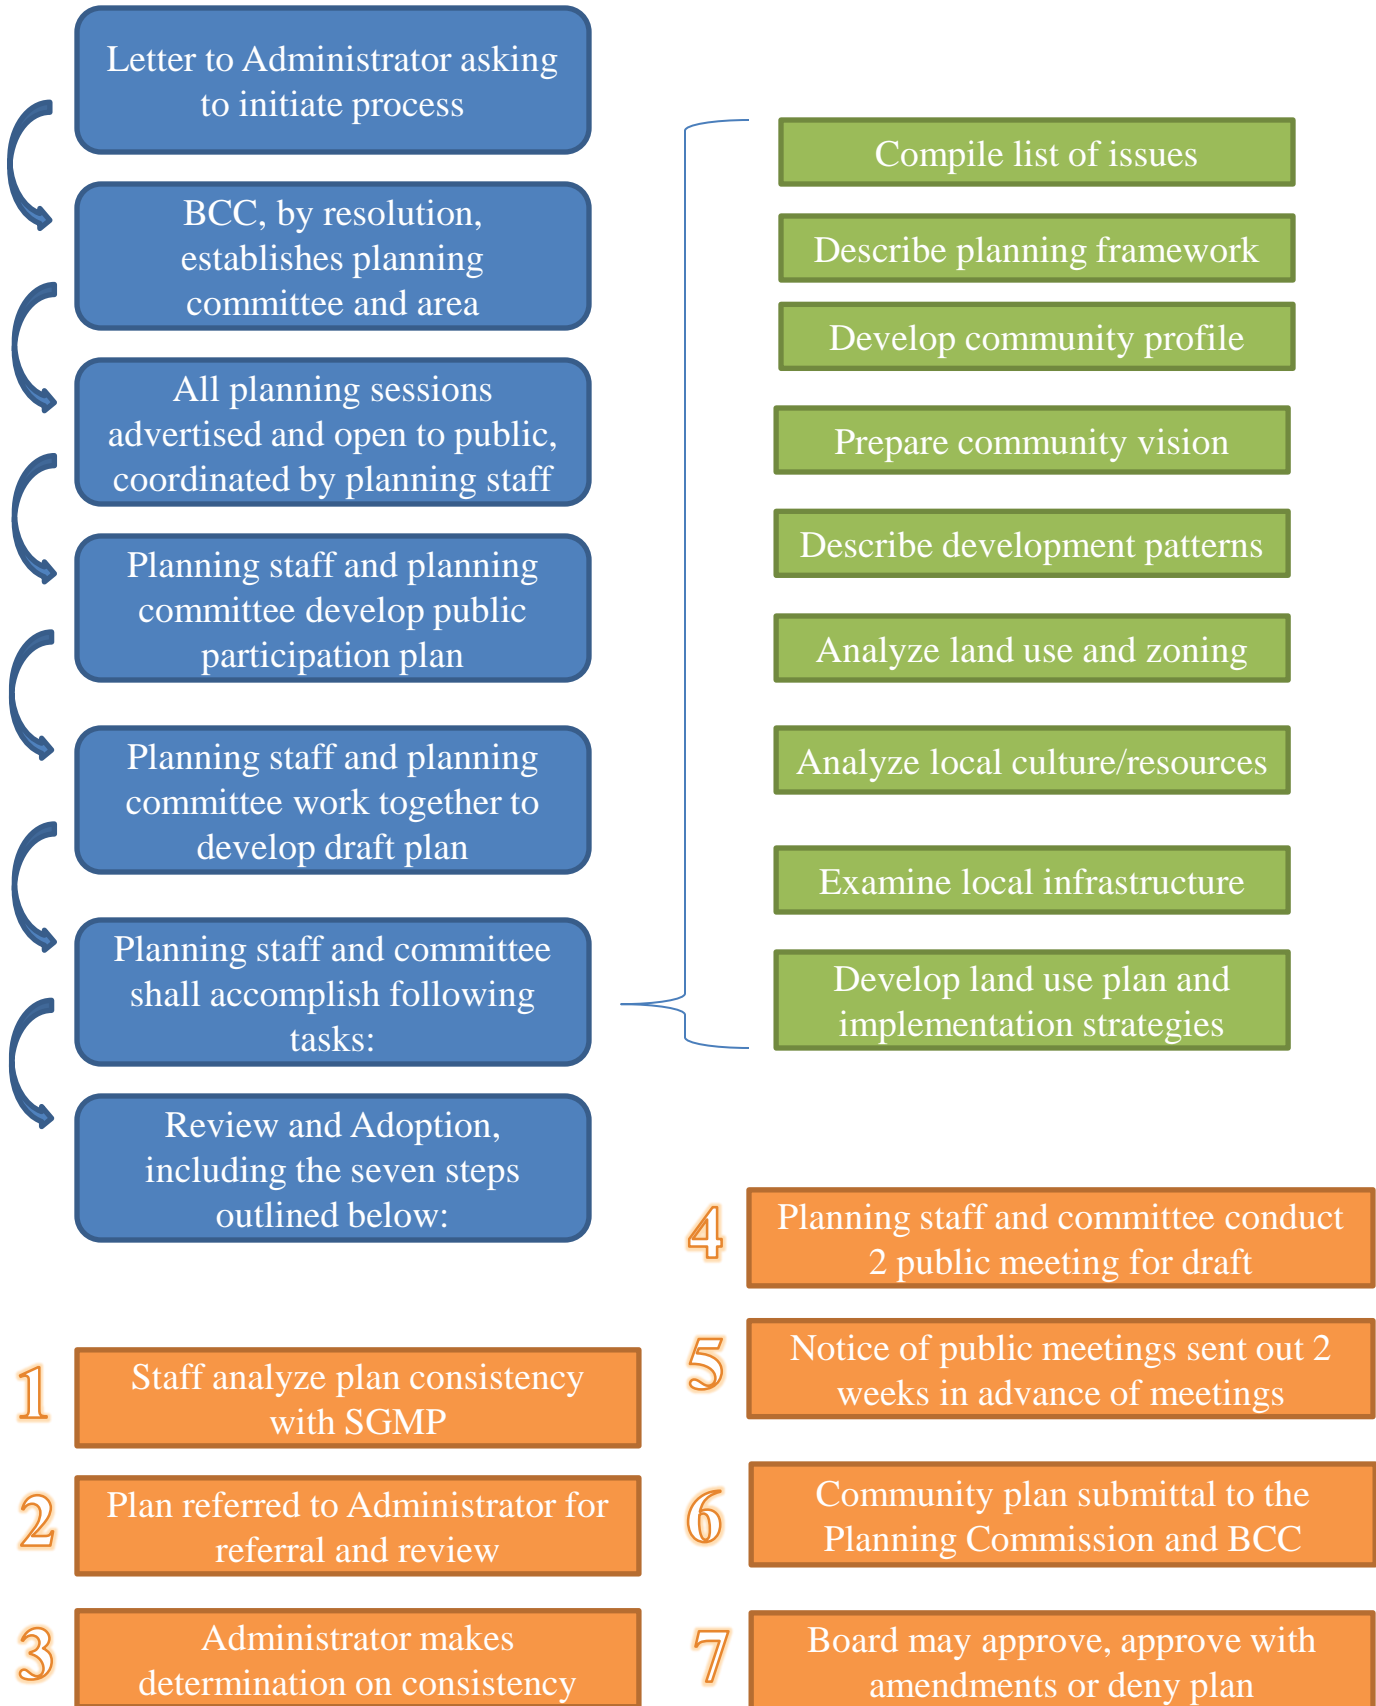 Letter to Administrator asking
to initiate process
BCC, by resolution,
establishes planning
committee and area
All planning sessions
advertised and open to public,
coordinated by planning staff
Planning staff and planning
committee develop public
participation plan
Planning staff and planning
committee work together to
develop draft plan
Planning staff and committee
shall accomplish following
tasks:
Review and Adoption,
including the seven steps
outlined below:
Compile list of issues
Describe planning framework
Develop community profile
Prepare community vision
Describe development patterns
Analyze land use and zoning
Analyze local culture/resources
Examine local infrastructure
Develop land use plan and
implementation strategies
1
Staff analyze plan consistency
with SGMP
2
Plan referred to Administrator for
referral and review
3
Administrator makes
determination on consistency
4
Planning staff and committee conduct
2 public meeting for draft
5
Notice of public meetings sent out 2
weeks in advance of meetings
6
Community plan submittal to the
Planning Commission and BCC
7
Board may approve, approve with
amendments or deny plan